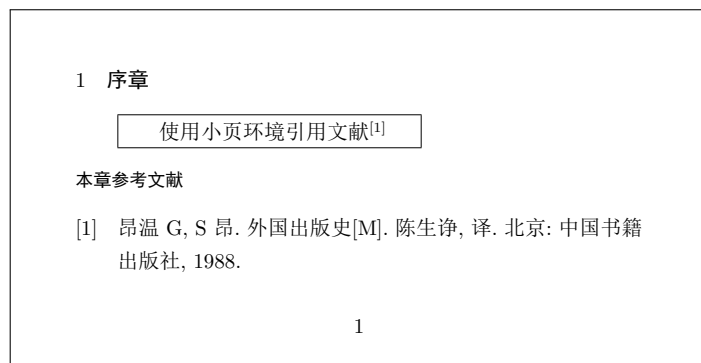 1 序章
使用小页环境引用文献[1]
本章参考文献
[1] 昂温 G, S 昂. 外国出版史[M]. 陈生诤, 译. 北京: 中国书籍
出版社, 1988.
1